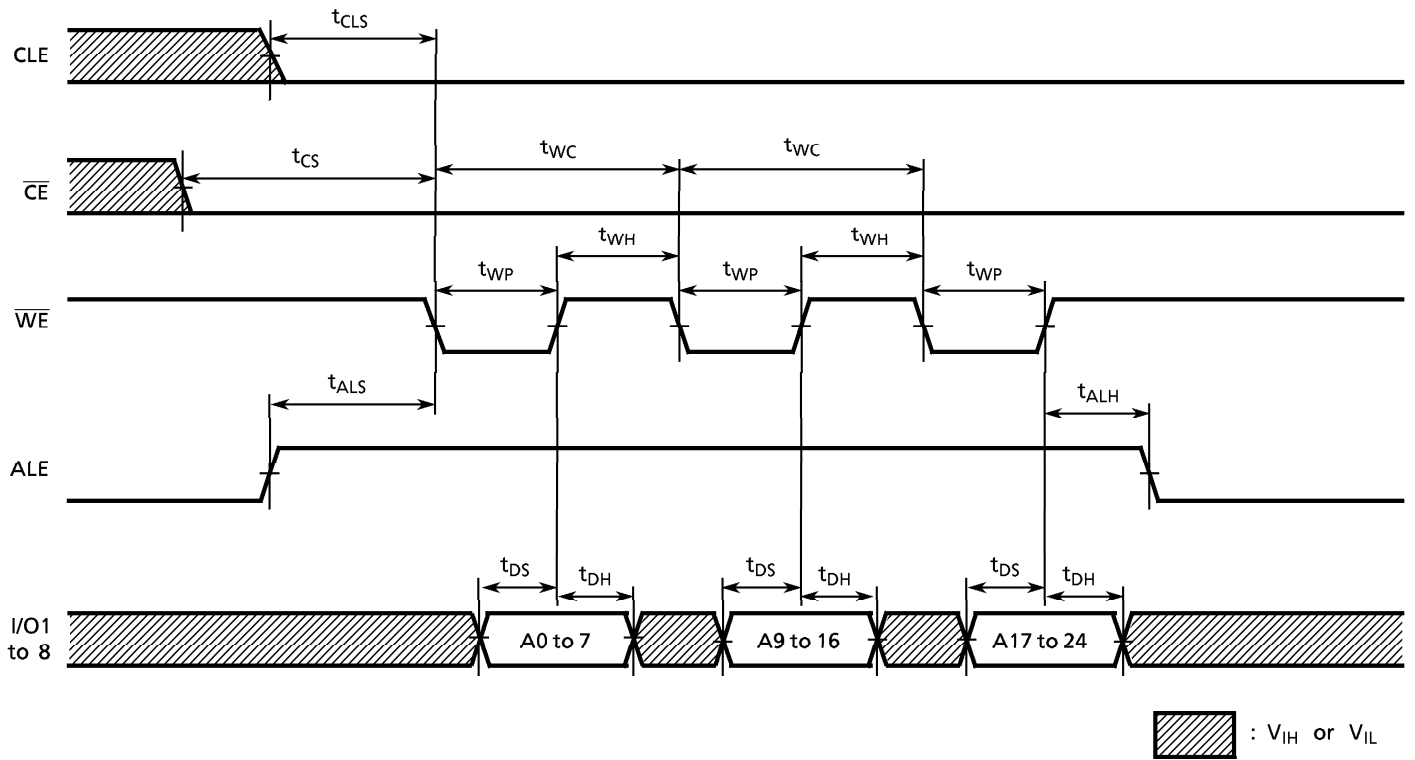 tCLS
CLE
tCS
tWC
tWC
CE
tWH
tWH
tWP
tWP
tWP
WE
tALS
tALH
ALE
tDS
tDH
tDS
tDH
tDS
tDH
I/O1
to 8
A0 to 7
A9 to 16
A17 to 24
: VIH or VIL